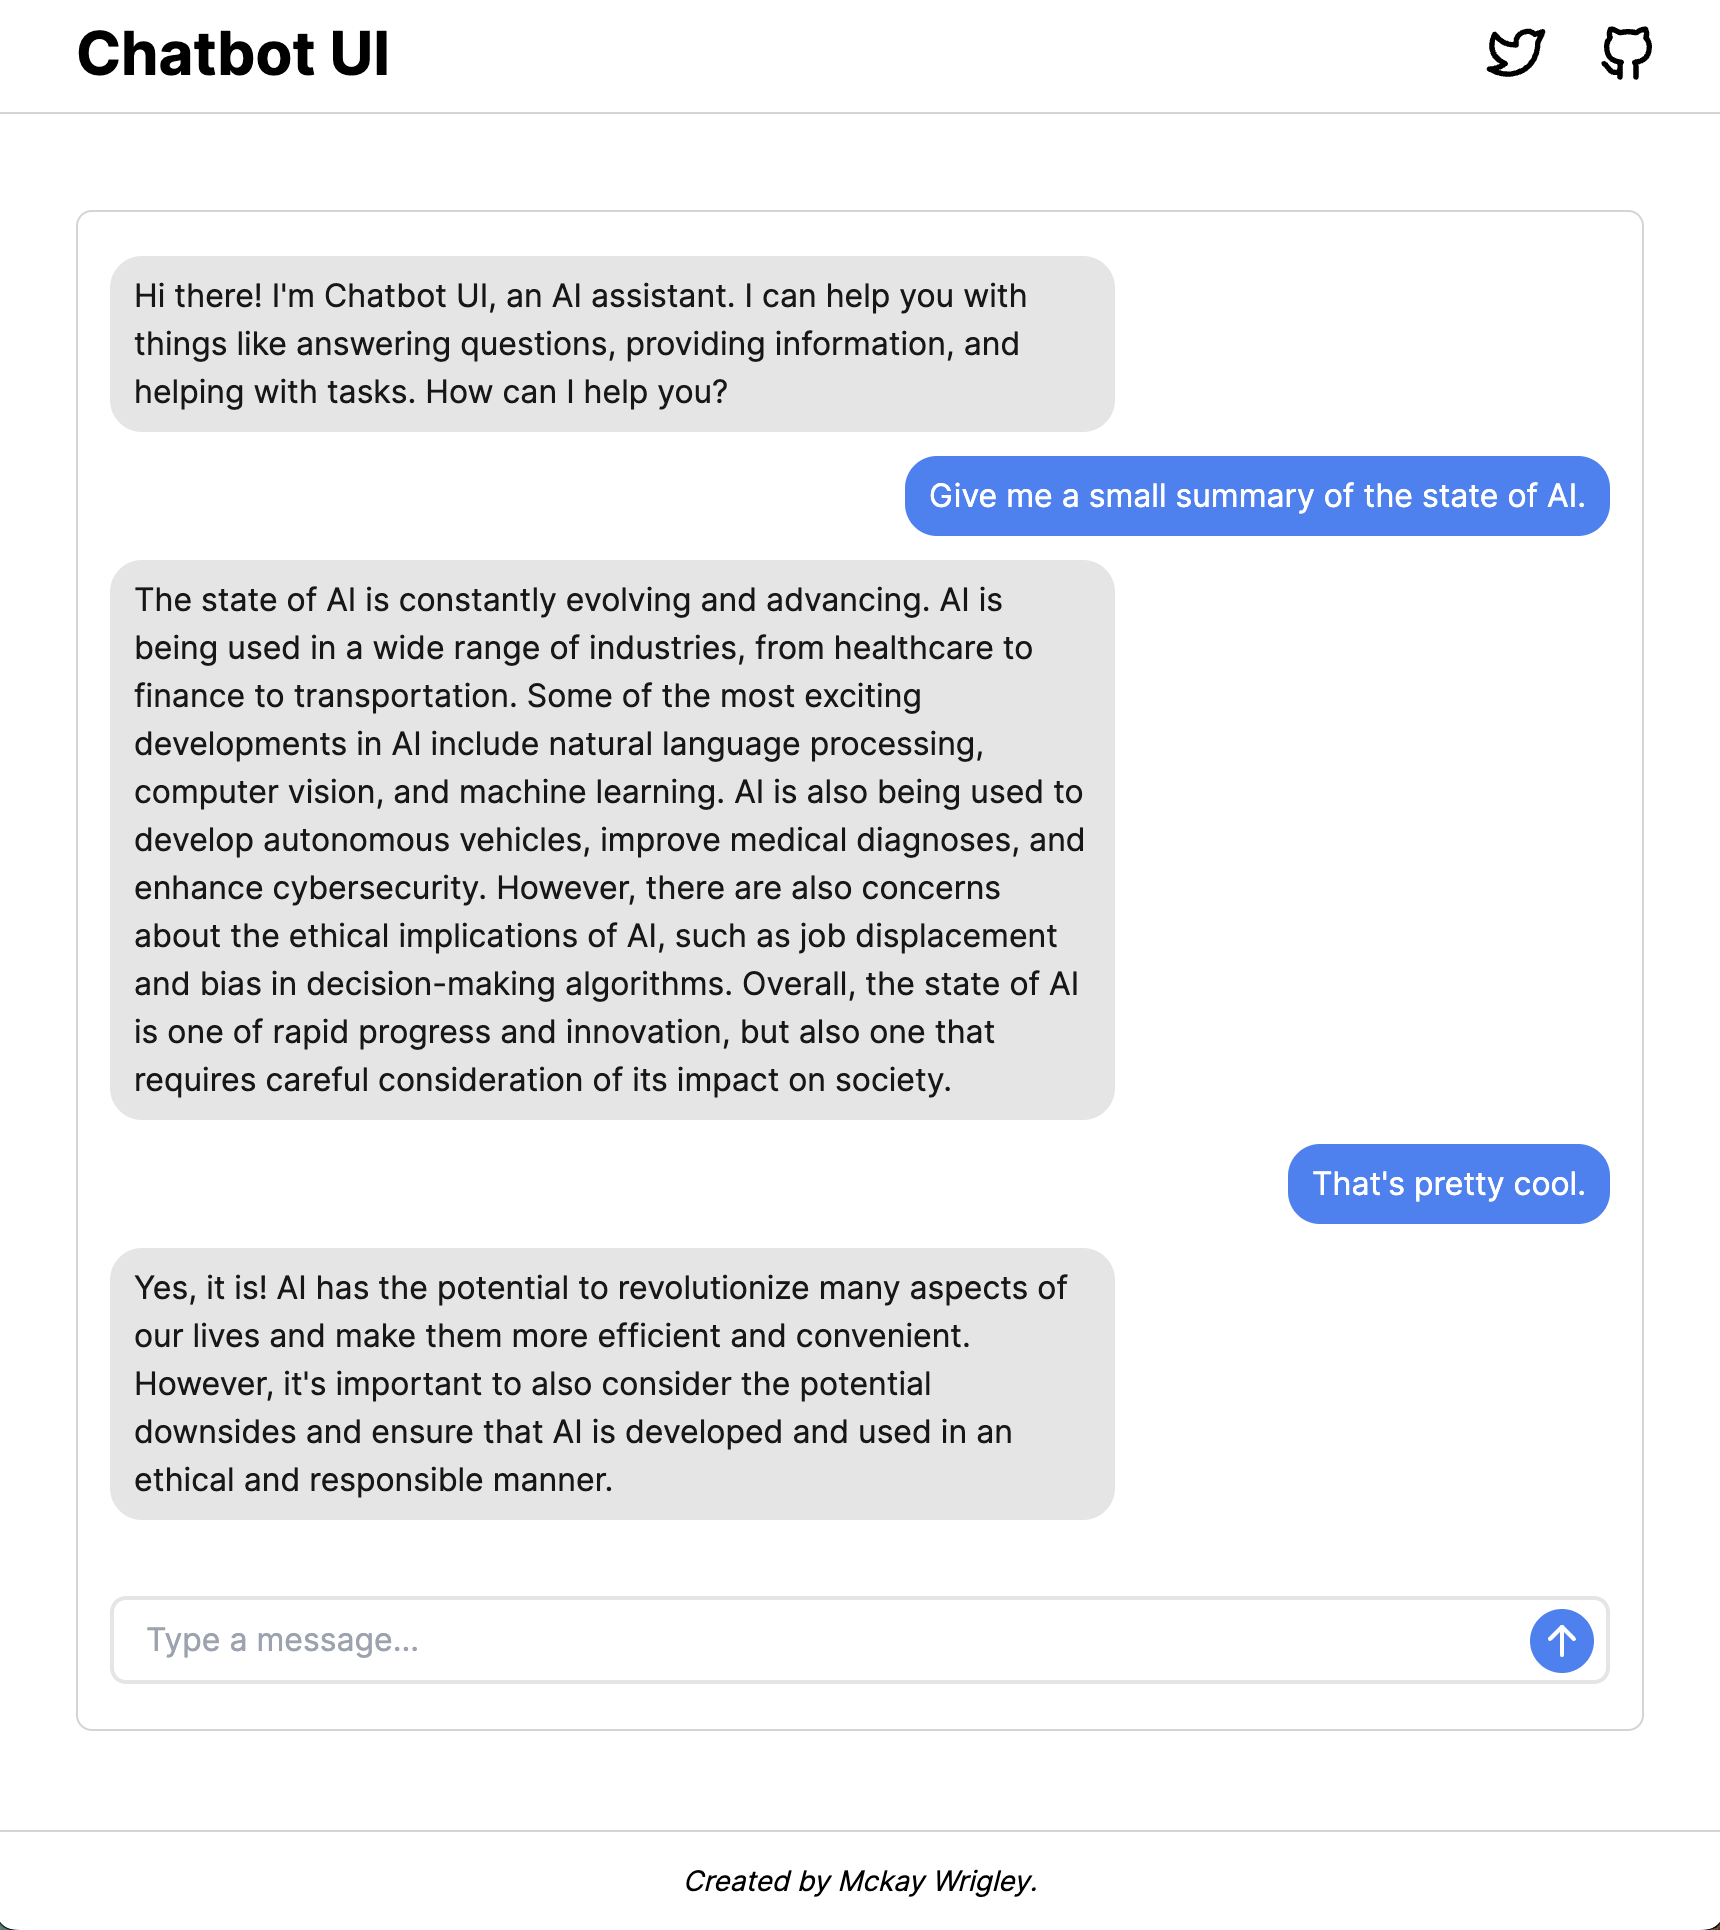 Chatbot UI
Hi there! I'm Chatbot UI, an AI assistant. I can help you with
things like answering questions, providing information, and
helping with tasks. How can I help you?
Give me a small summary of the state of AI.
The state of AI is constantly evolving and advancing. AI is
being used in a wide range of industries, from healthcare to
finance to transportation. Some of the most exciting
developments in AI include natural language processing,
computer vision, and machine learning. AI is also being used to
develop autonomous vehicles, improve medical diagnoses, and
enhance cybersecurity. However, there are also concerns
about the ethical implications of AI, such as job displacement
and bias in decision-making algorithms. Overall, the state of AI
is one of rapid progress and innovation, but also one that
requires careful consideration of its impact on society.
That's pretty cool.
Yes, it is! AI has the potential to revolutionize many aspects of
our lives and make them more efficient and convenient.
However, it's important to also consider the potential
downsides and ensure that AI is developed and used in an
ethical and responsible manner.
Type a message...
Created by Mckay Wrigley.